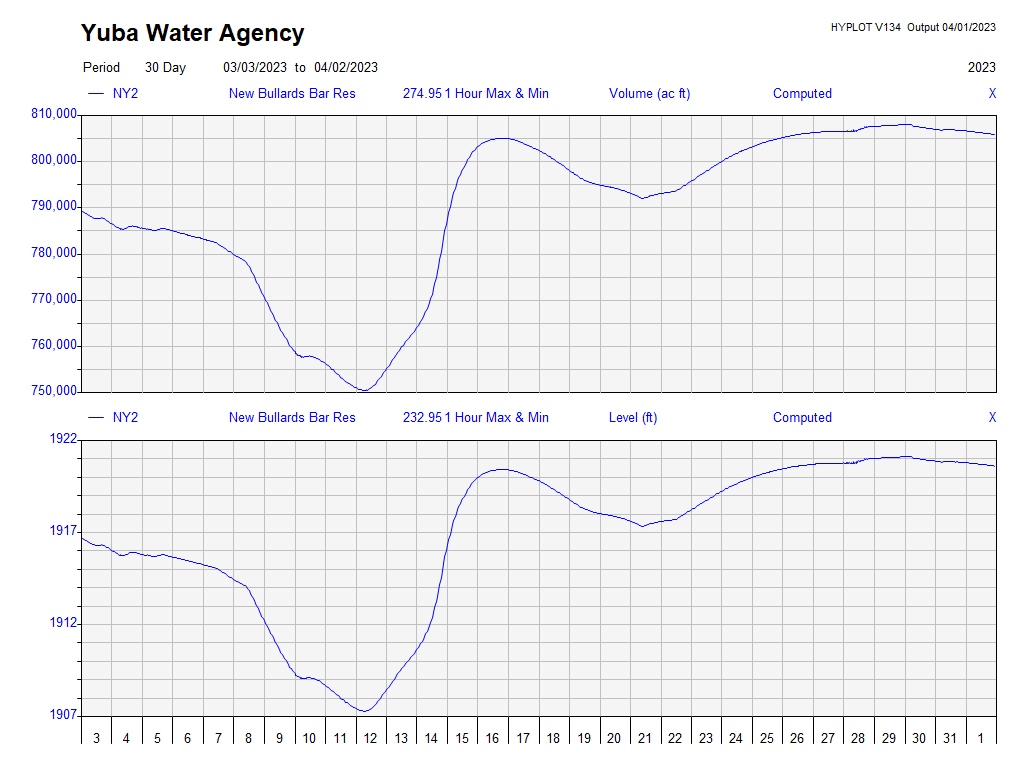 Yuba Water Agency
HYPLOT V134 Output 04/01/2023
Period 30 Day 03/03/2023 to 04/02/2023 2023
NY2 New Bullards Bar Res 274.95 1 Hour Max & Min Volume (ac ft) Computed X
810,000
800,000
790,000
780,000
770,000
760,000
750,000
NY2 New Bullards Bar Res 232.95 1 Hour Max & Min Level (ft) Computed X
1922
1917
1912
1907
3 4 5 6 7 8 9 10 11 12 13 14 15 16 17 18 19 20 21 22 23 24 25 26 27 28 29 30 31 1